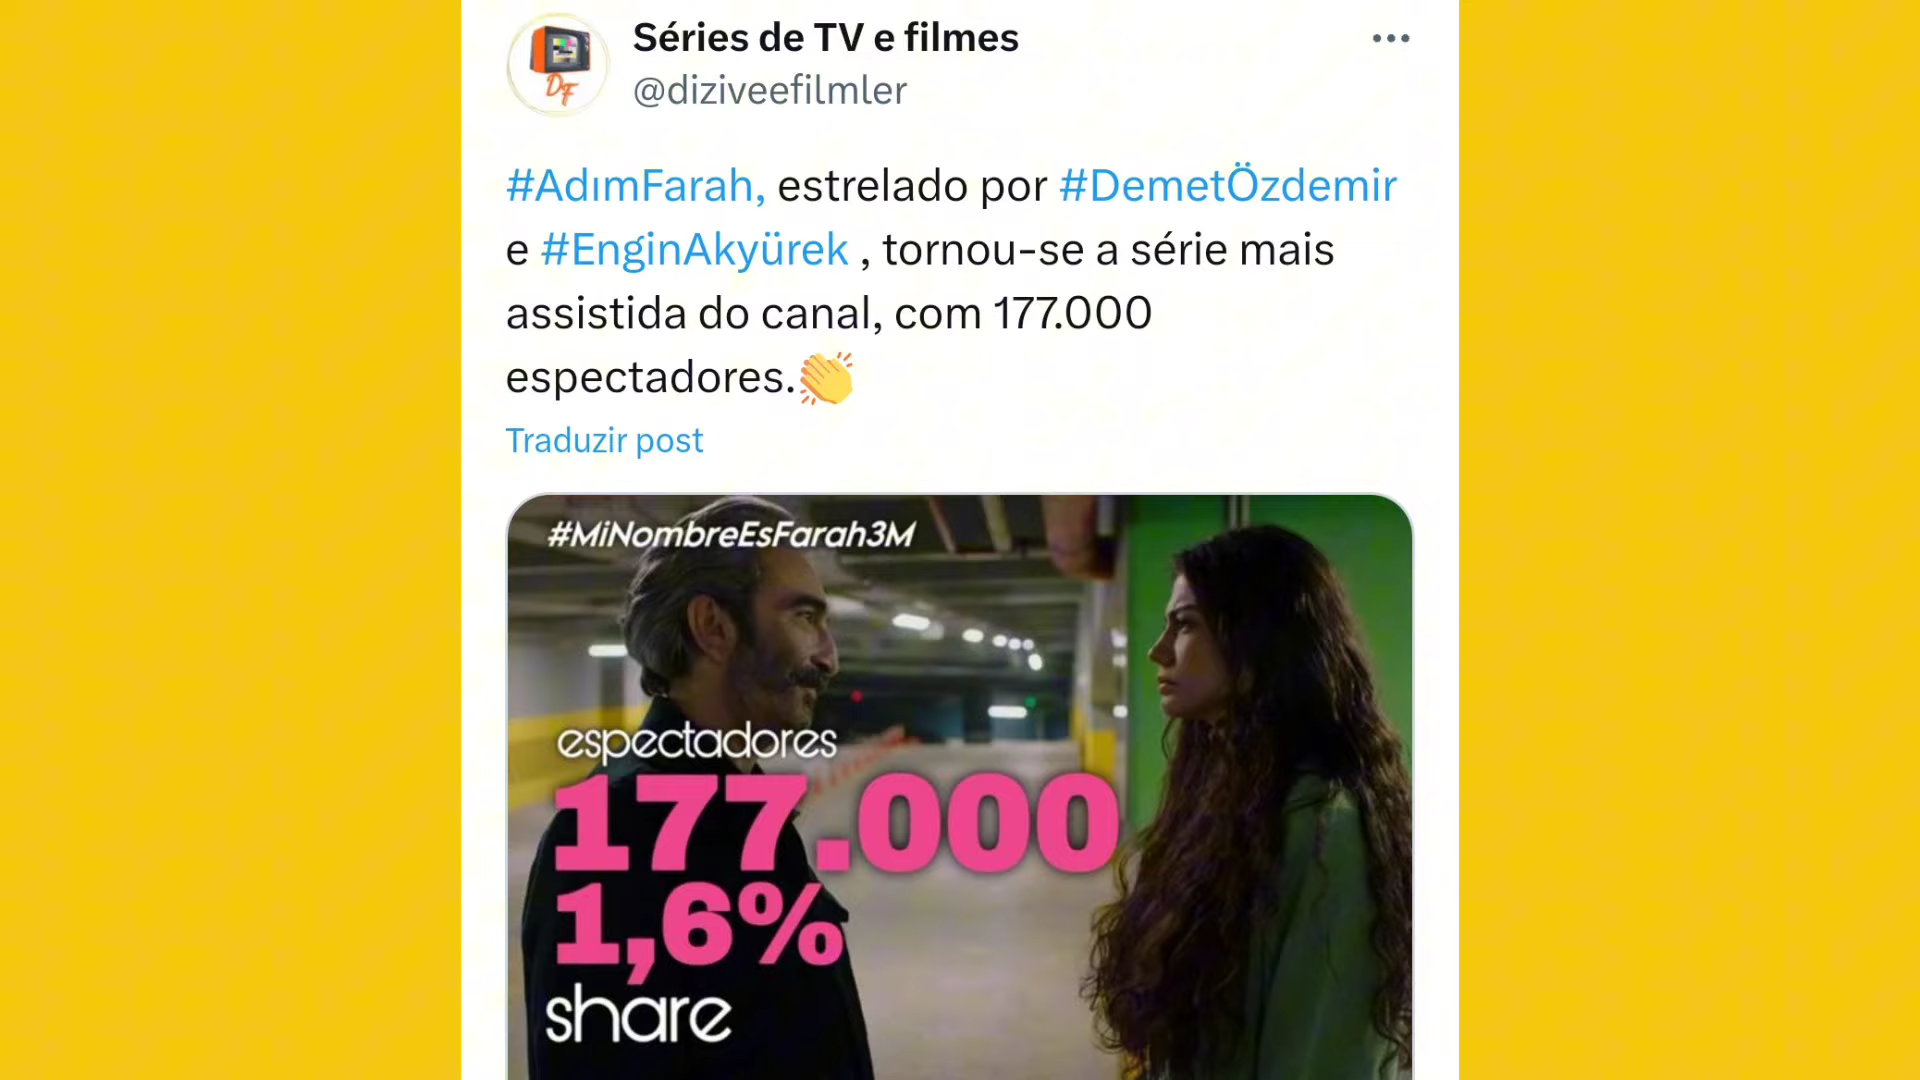 Séries de TV e filmes
@diziveefilmler
DF
#AdımFarah, estrelado por #DemetÖzdemir
e #EnginAkyürek , tornou-se a série mais
assistida do canal, com 177.000
espectadores.👏
Traduzir post
#MiNombreEsFarah3M
espectadores
177.000
1,6%
share